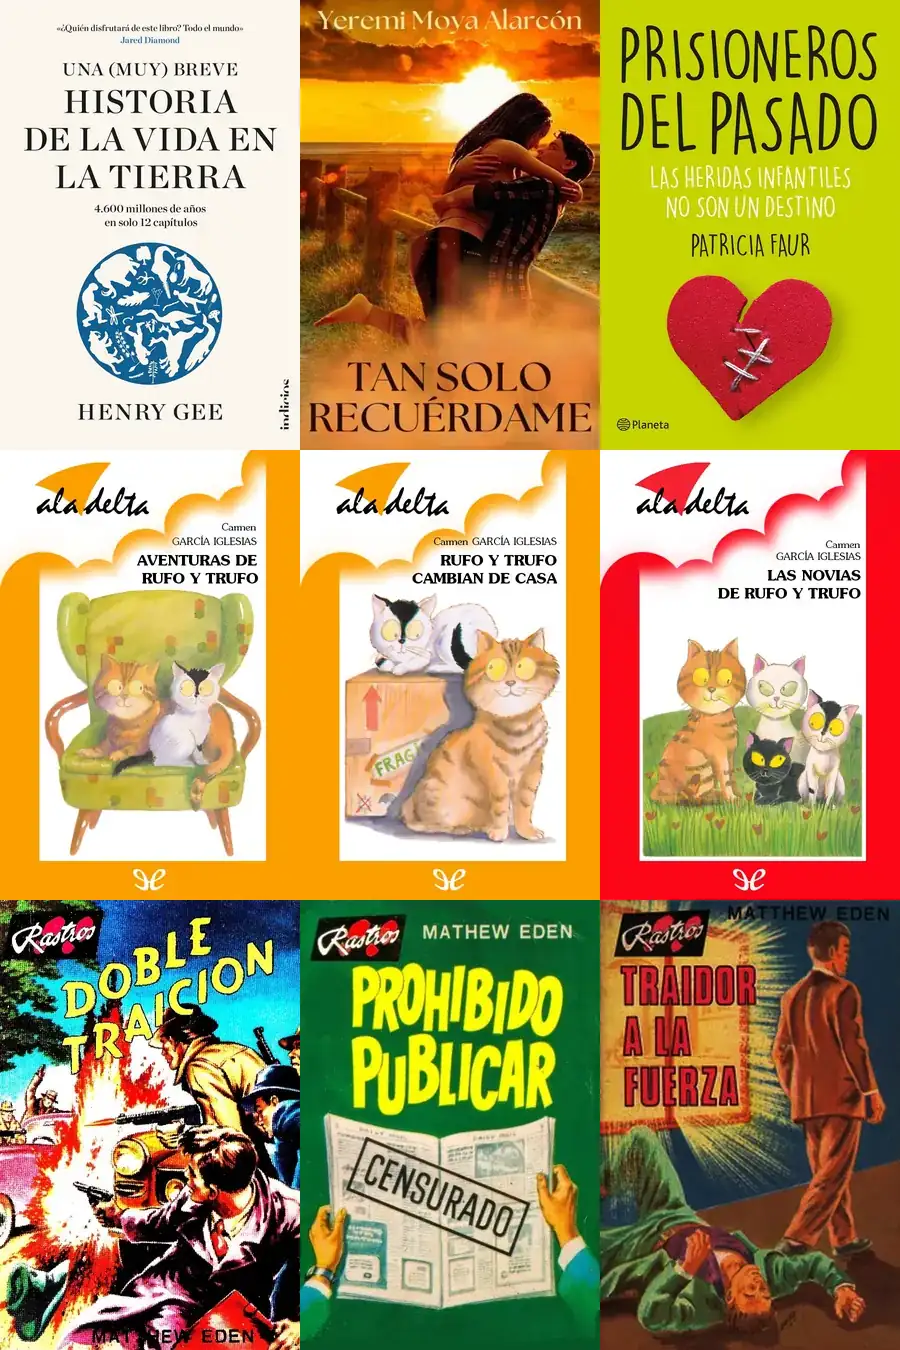 «¿Quién disfrutará de este libro? Todo el mundo»
Jared Diamond
UNA (MUY) BREVE
HISTORIA
DE LA VIDA EN
LA TIERRA
4.600 millones de años
en solo 12 capítulos
HENRY GEE
indicios
Yeremi Moya Alarcón
TAN SOLO
RECUÉRDAME
PRISIONEROS
DEL PASADO
LAS HERIDAS INFANTILES
NO SON UN DESTINO
PATRICIA FAUR
Planeta
ala delta
Carmen
GARCÍA IGLESIAS
AVENTURAS DE
RUFO Y TRUFO
ala delta
Carmen GARCÍA IGLESIAS
RUFO Y TRUFO
CAMBIAN DE CASA
FRAGI
ala delta
Carmen
GARCÍA IGLESIAS
LAS NOVIAS
DE RUFO Y TRUFO
Rastros
DOBLE
TRAICION
MATTHEW EDEN
Rastros
MATHEW EDEN
PROHIBIDO
PUBLICAR
CENSURADO
Rastros
MATTHEW EDEN
TRAIDOR
A LA
FUERZA